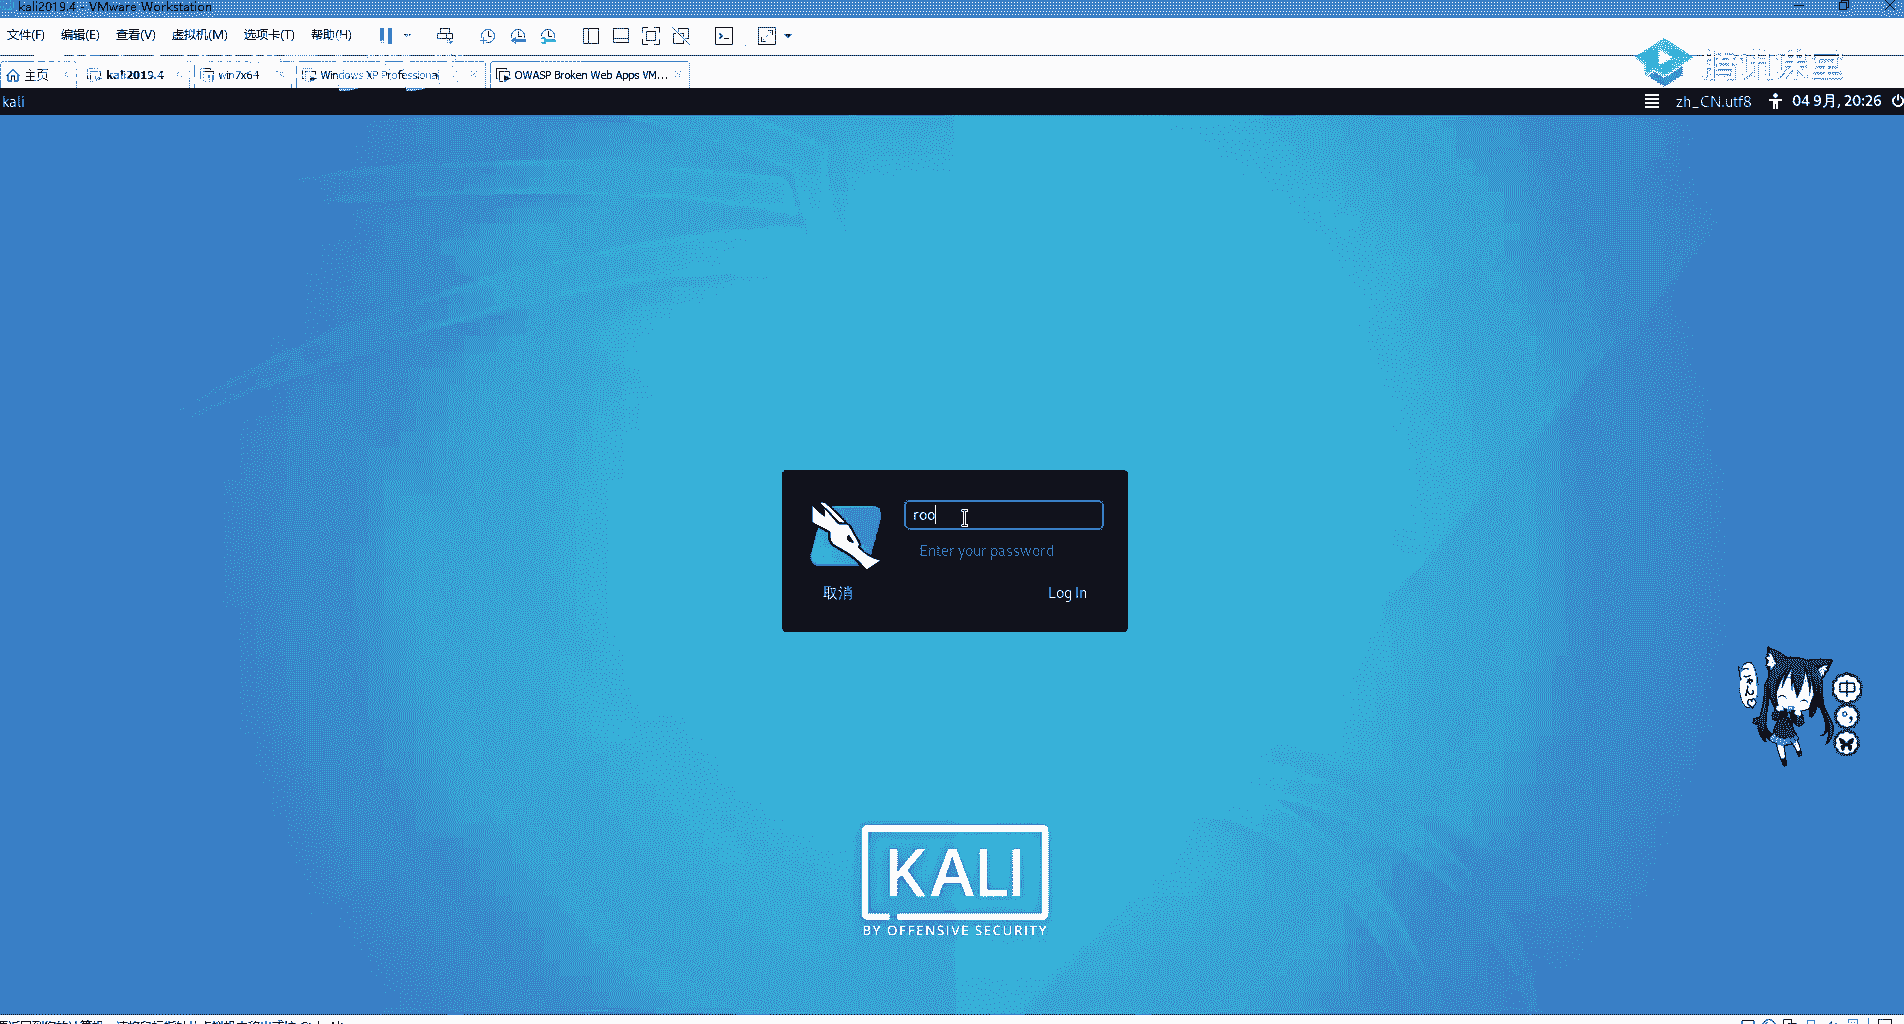 kali2019.4 - VMware Workstation
文件(F) 编辑(E) 查看(V) 虚拟机(M) 选项卡(T) 帮助(H)
腾讯课堂
主页 kali2019.4 win7x64 Windows XP Professional OWASP Broken Web Apps VM...
kali zh_CN.utf8 04 9月, 20:26
roo
Enter your password
取消 Log In
中
KALI
BY OFFENSIVE SECURITY